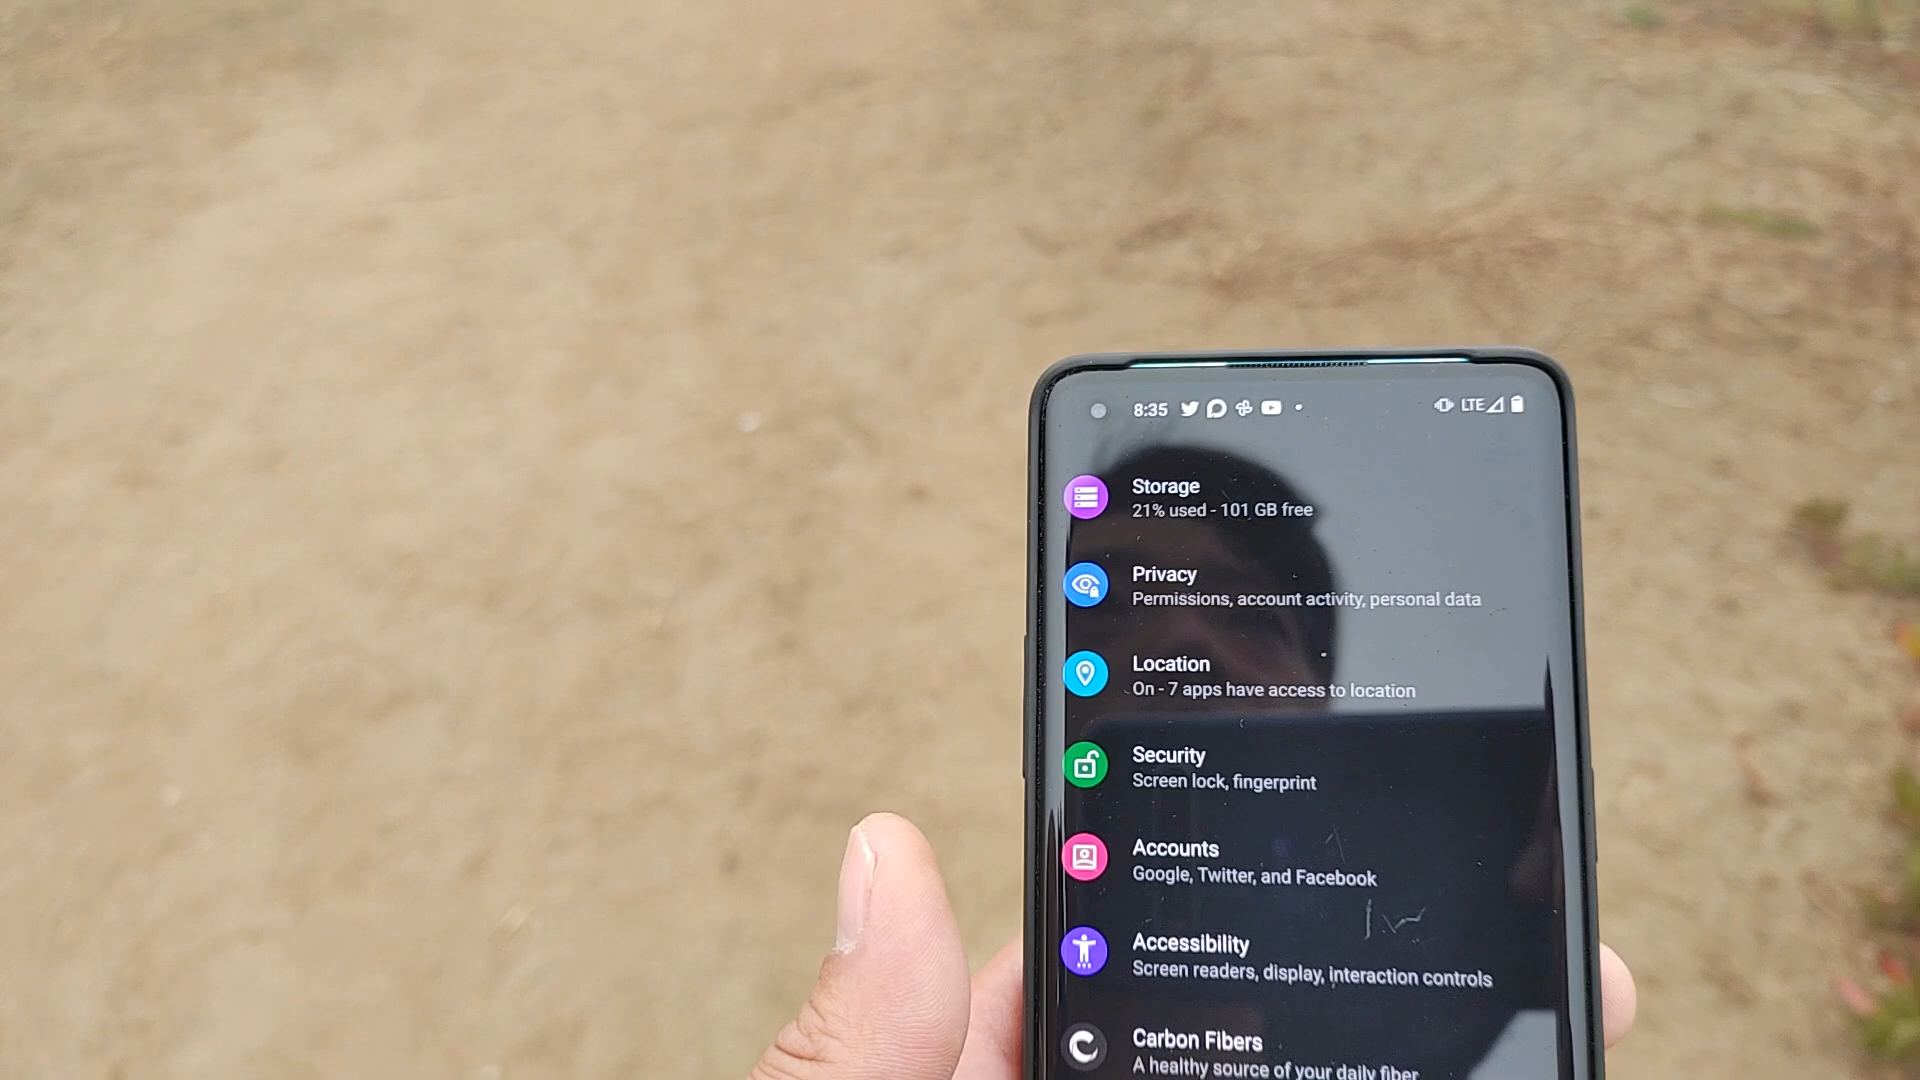 8:35 LTE
Storage
21% used - 101 GB free
Privacy
Permissions, account activity, personal data
Location
On - 7 apps have access to location
Security
Screen lock, fingerprint
Accounts
Google, Twitter, and Facebook
Accessibility
Screen readers, display, interaction controls
Carbon Fibers
A healthy source of your daily fiber